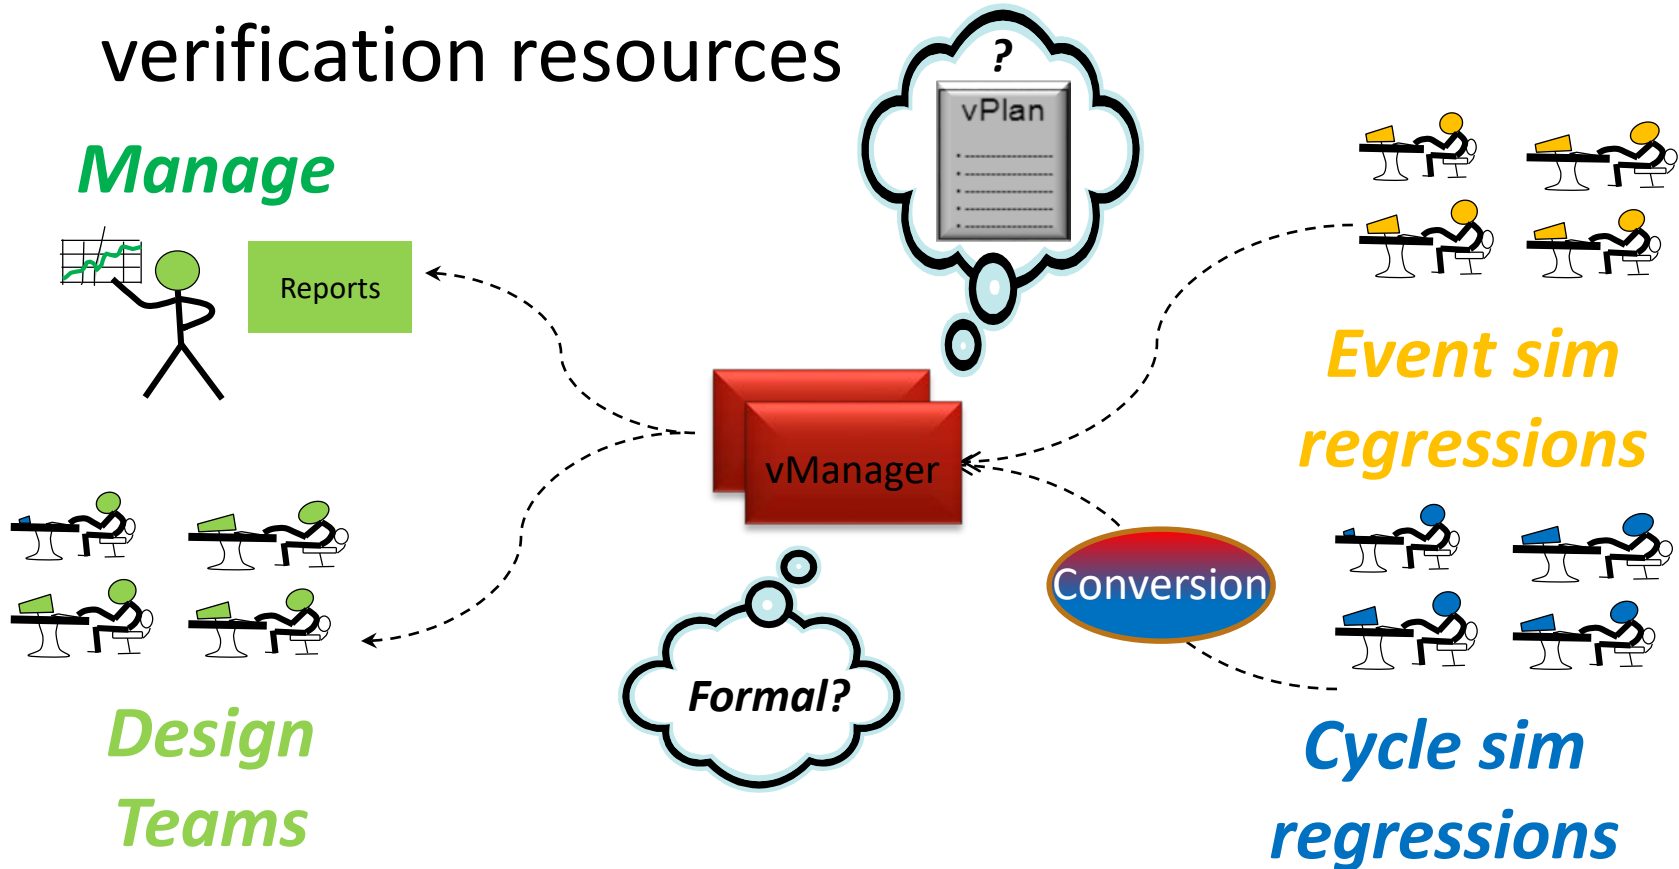 verification resources
?
vPlan
Manage
Reports
Event sim
regressions
vManager
Conversion
Formal?
Design
Teams
Cycle sim
regressions